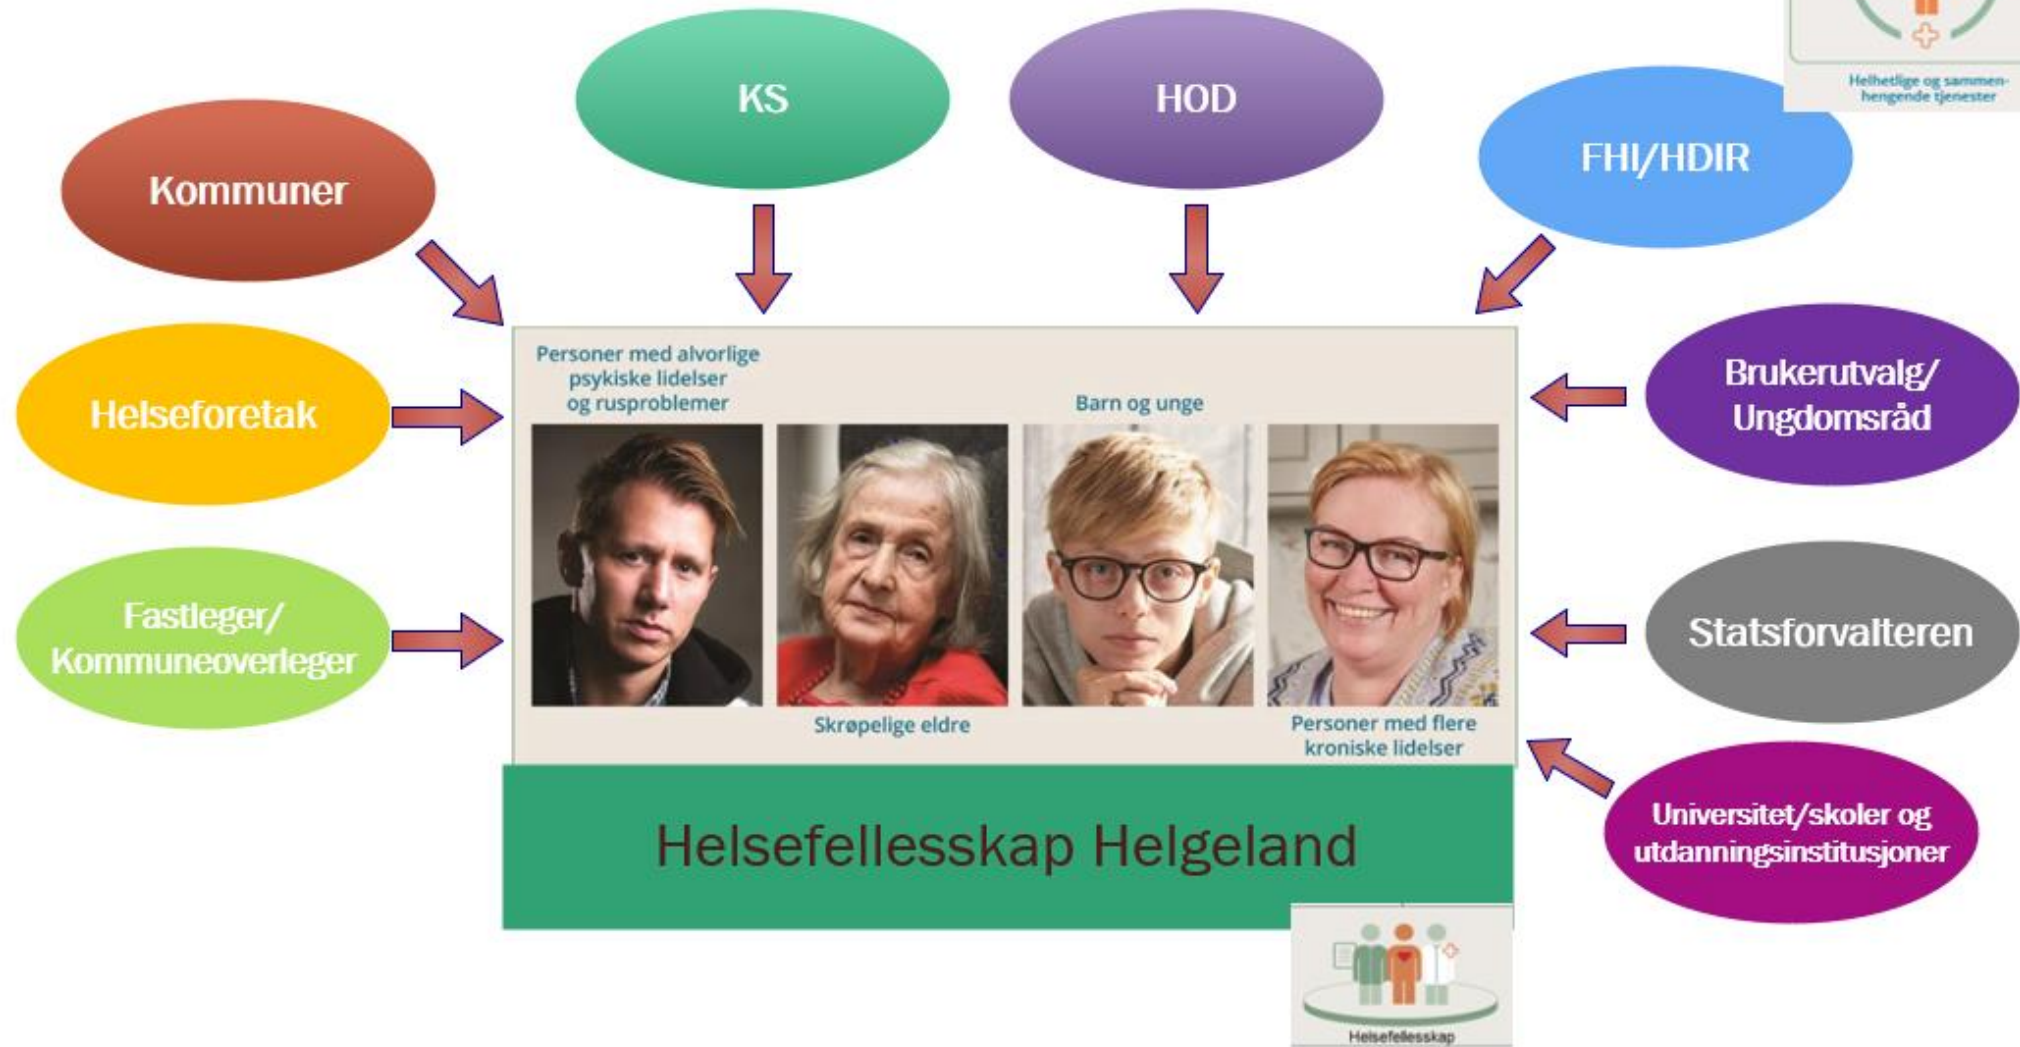 KS
HOD
Helhetlige og sammen-
hengende tjenester
FHI/HDIR
Kommuner
Helseforetak
Fastleger/
Kommuneoverleger
Personer med alvorlige
psykiske lidelser
og rusproblemer
Barn og unge
Skrøpelige eldre
Personer med flere
kroniske lidelser
Brukerutvalg/
Ungdomsråd
Statsforvalteren
Universitet/skoler og
utdanningsinstitusjoner
Helsefellesskap Helgeland
Helsefellesskap